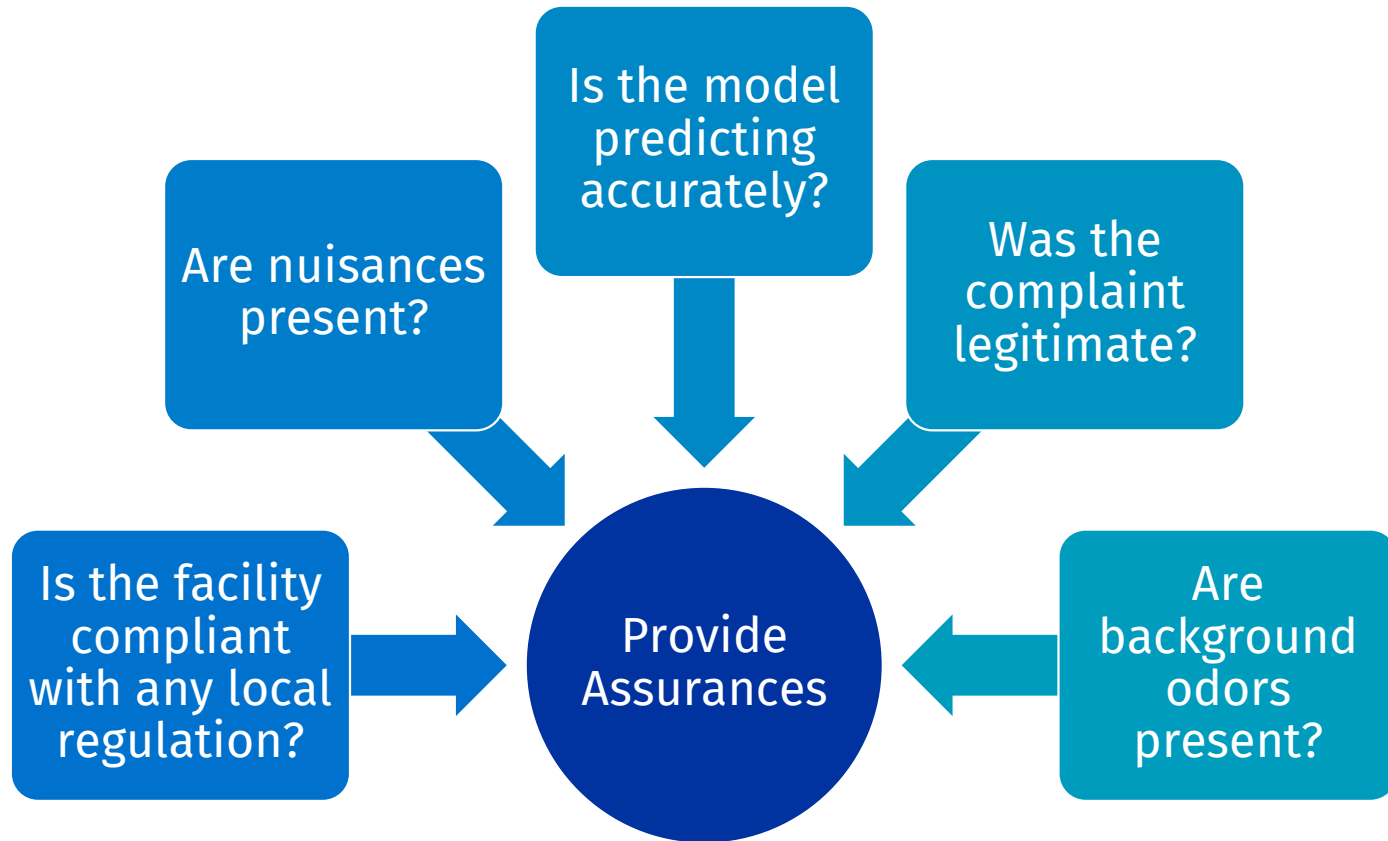 Is the model
predicting
accurately?
Are nuisances
present?
Was the
complaint
legitimate?
Is the facility
compliant
with any local
regulation?
Provide
Assurances
Are
background
odors
present?